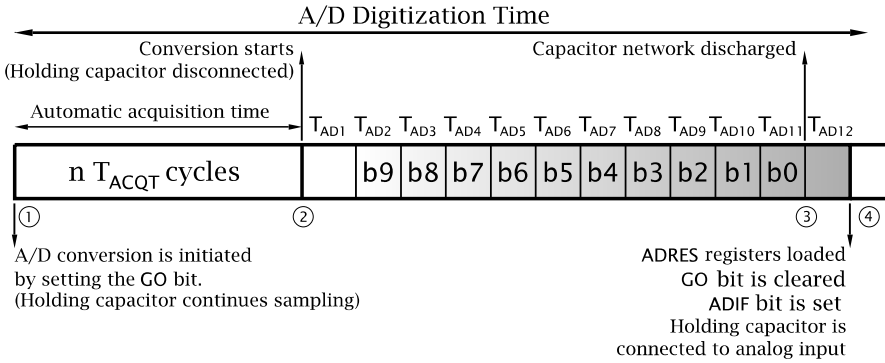 A/D Digitization Time
Conversion starts
(Holding capacitor disconnected)
Capacitor network discharged
Automatic acquisition time
TAD1 TAD2 TAD3 TAD4 TAD5 TAD6 TAD7 TAD8 TAD9 TAD10 TAD11 TAD12
n TACQT cycles b9 b8 b7 b6 b5 b4 b3 b2 b1 b0
1 2 3 4
A/D conversion is initiated
by setting the GO bit.
(Holding capacitor continues sampling)
ADRES registers loaded
GO bit is cleared
ADIF bit is set
Holding capacitor is
connected to analog input